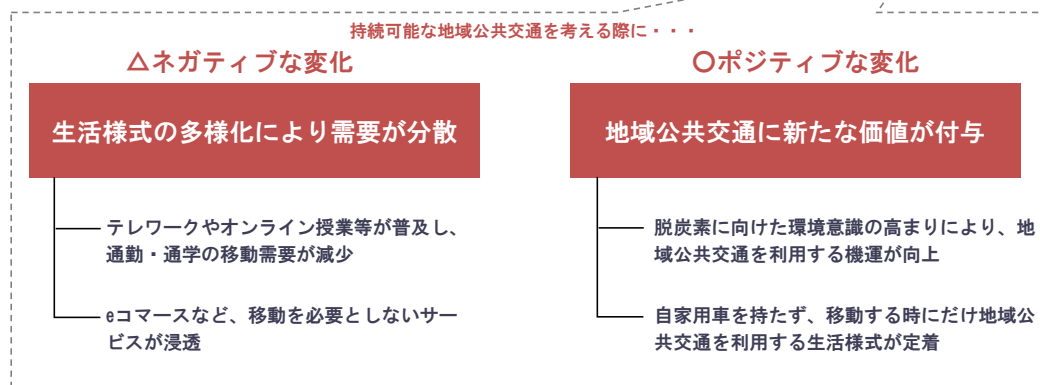 持続可能な地域公共交通を考える際に・・・
△ネガティブな変化
生活様式の多様化により需要が分散
テレワークやオンライン授業等が普及し、
通勤・通学の移動需要が減少
eコマースなど、移動を必要としないサー
ビスが浸透
〇ポジティブな変化
地域公共交通に新たな価値が付与
脱炭素に向けた環境意識の高まりにより、地
域公共交通を利用する機運が向上
自家用車を持たず、移動する時にだけ地域公
共交通を利用する生活様式が定着